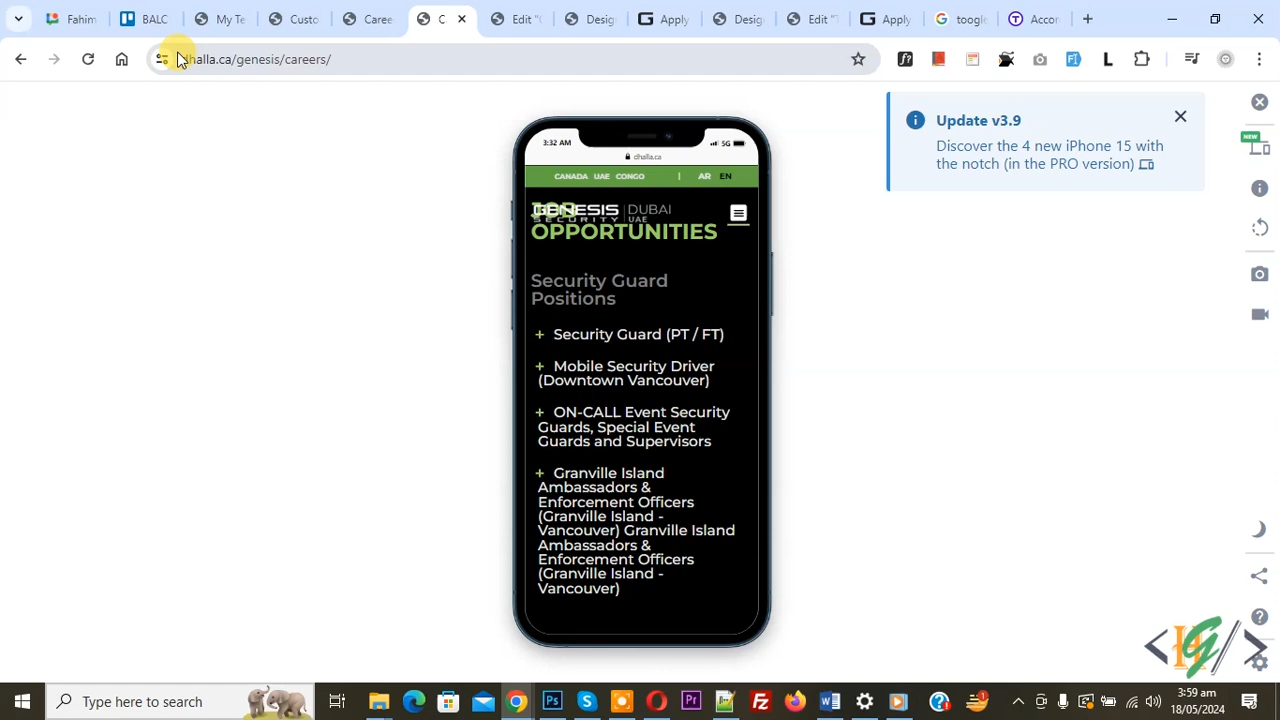 Fahim
BALC
My Te
Custo
Caree
C
Edit "
Desig
Apply
Desig
Edit "
Apply
toogle
Accor
dhalla.ca/genesis/careers/
Update v3.9
Discover the 4 new iPhone 15 with
the notch (in the PRO version)
NEW
3:32 AM
5G
dhalla.ca
CANADA UAE CONGO | AR EN
JOB
GENESIS
SECURITY
DUBAI
UAE
OPPORTUNITIES
Security Guard
Positions
+ Security Guard (PT / FT)
+ Mobile Security Driver
(Downtown Vancouver)
+ ON-CALL Event Security
Guards, Special Event
Guards and Supervisors
+ Granville Island
Ambassadors &
Enforcement Officers
(Granville Island -
Vancouver) Granville Island
Ambassadors &
Enforcement Officers
(Granville Island -
Vancouver)
Type here to search
3:59 am
18/05/2024